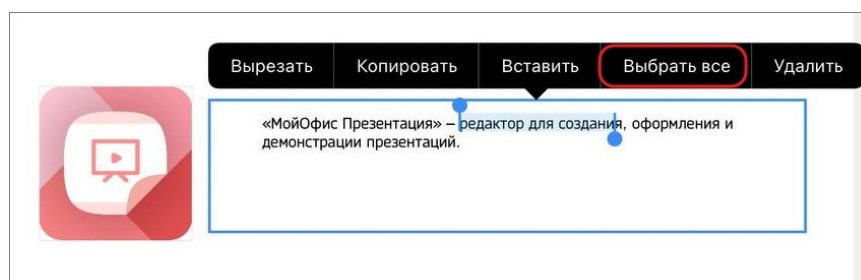 Вырезать Копировать Вставить Выбрать все Удалить
«МойОфис Презентация» – редактор для создания, оформления и
демонстрации презентаций.